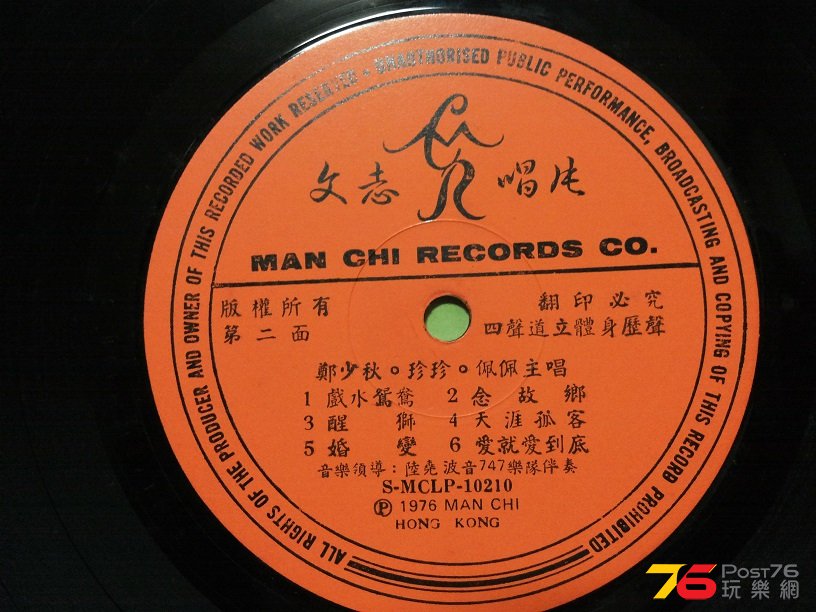 ALL RIGHTS OF THE PRODUCER AND OWNER OF THIS RECORDED WORK RESERVED • UNAUTHORISED PUBLIC PERFORMANCE, BROADCASTING AND COPYING OF THIS RECORD PROHIBITED
文志 唱片
MAN CHI RECORDS CO.
版權所有 翻印必究
第二面 四聲道立體身歷聲
鄭少秋。珍珍。佩佩主唱
1 戲水鴛鴦 2 念故鄉
3 醒獅 4 天涯孤客
5 婚變 6 愛就愛到底
音樂領導：陸堯波音747樂隊伴奏
S-MCLP-10210
Ⓟ 1976 MAN CHI
HONG KONG
76 POST76
玩樂網